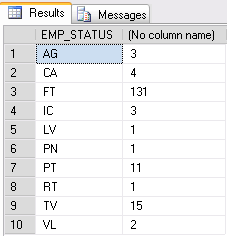 Results Messages
EMP_STATUS (No column name)
1 AG 3
2 CA 4
3 FT 131
4 IC 3
5 LV 1
6 PN 1
7 PT 11
8 RT 1
9 TV 15
10 VL 2